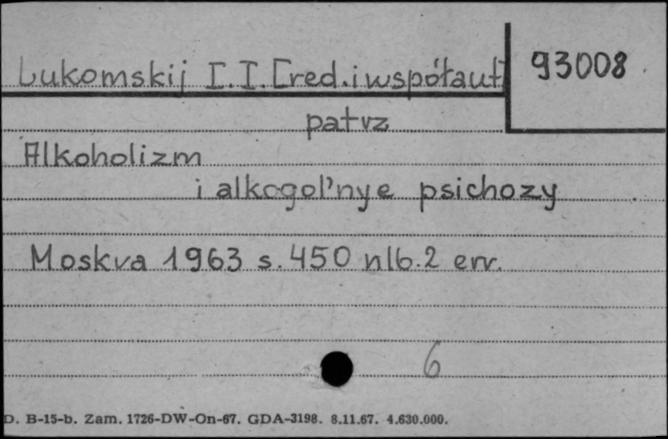 Lukomskij I.I. [red. i współaut]
93008
patrz
Alkoholizm
i alkogol'nye psichozy
Moskva 1963 s. 450 nlb. 2 err.
6
D. B-15-b. Zam. 1726-DW-On-67. GDA-3198. 8.11.67. 4.630.000.